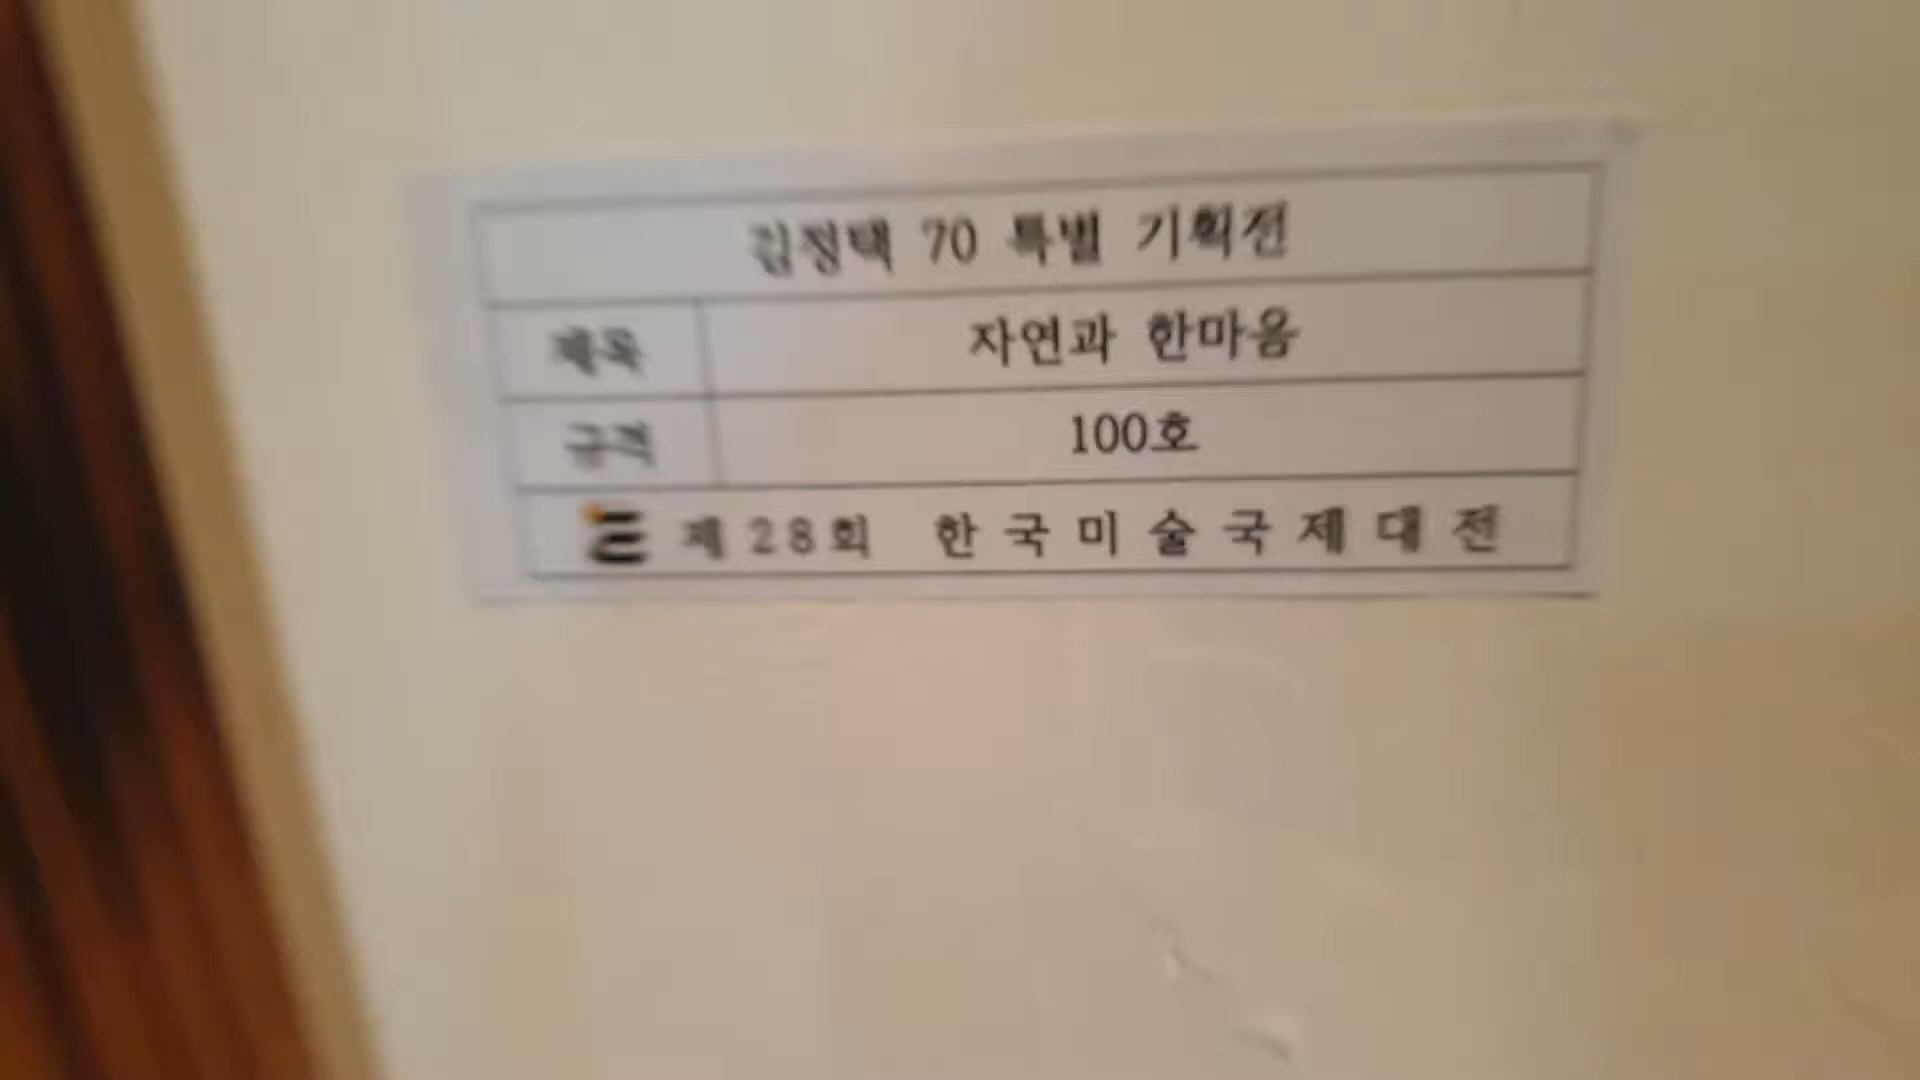 김정택 70 특별 기획전
제목 자연과 한마음
규격 100호
제28회 한국미술국제대전